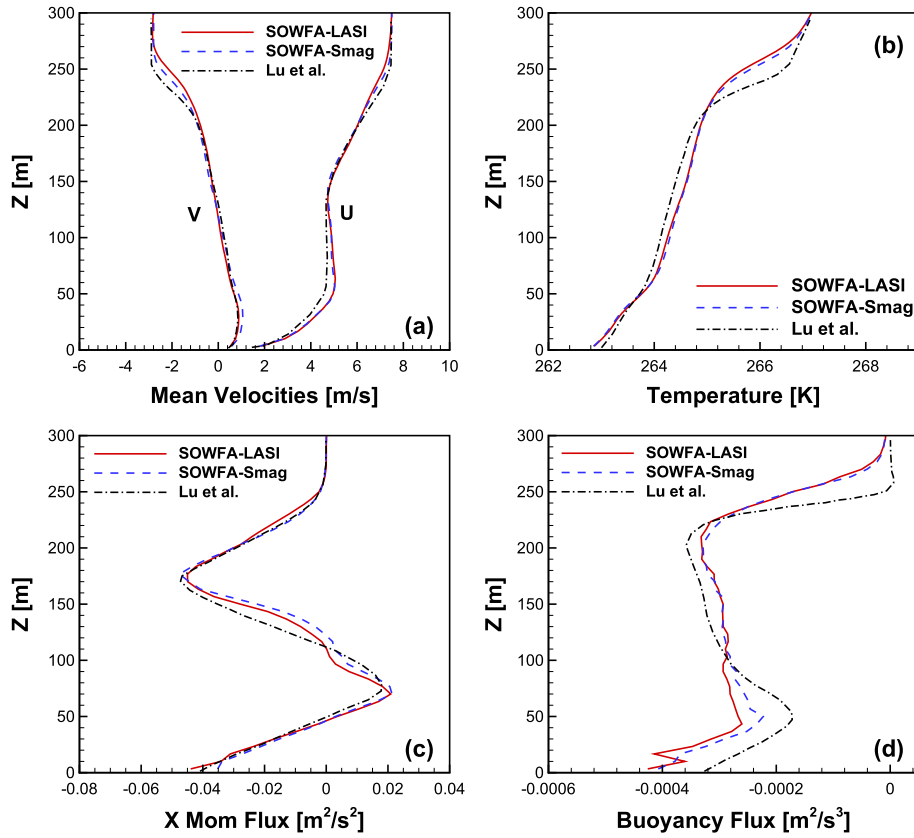 300
250
200
150
100
50
0
Z [m]
SOWFA-LASI
SOWFA-Smag
Lu et al.
V
U
(a)
-6 -4 -2 0 2 4 6 8 10
Mean Velocities [m/s]
300
250
200
150
100
50
0
Z [m]
(b)
SOWFA-LASI
SOWFA-Smag
Lu et al.
262 264 266 268
Temperature [K]
300
250
200
150
100
50
0
Z [m]
SOWFA-LASI
SOWFA-Smag
Lu et al.
(c)
-0.08 -0.06 -0.04 -0.02 0 0.02 0.04
X Mom Flux [m²/s²]
300
250
200
150
100
50
0
Z [m]
SOWFA-LASI
SOWFA-Smag
Lu et al.
(d)
-0.0006 -0.0004 -0.0002 0
Buoyancy Flux [m²/s³]